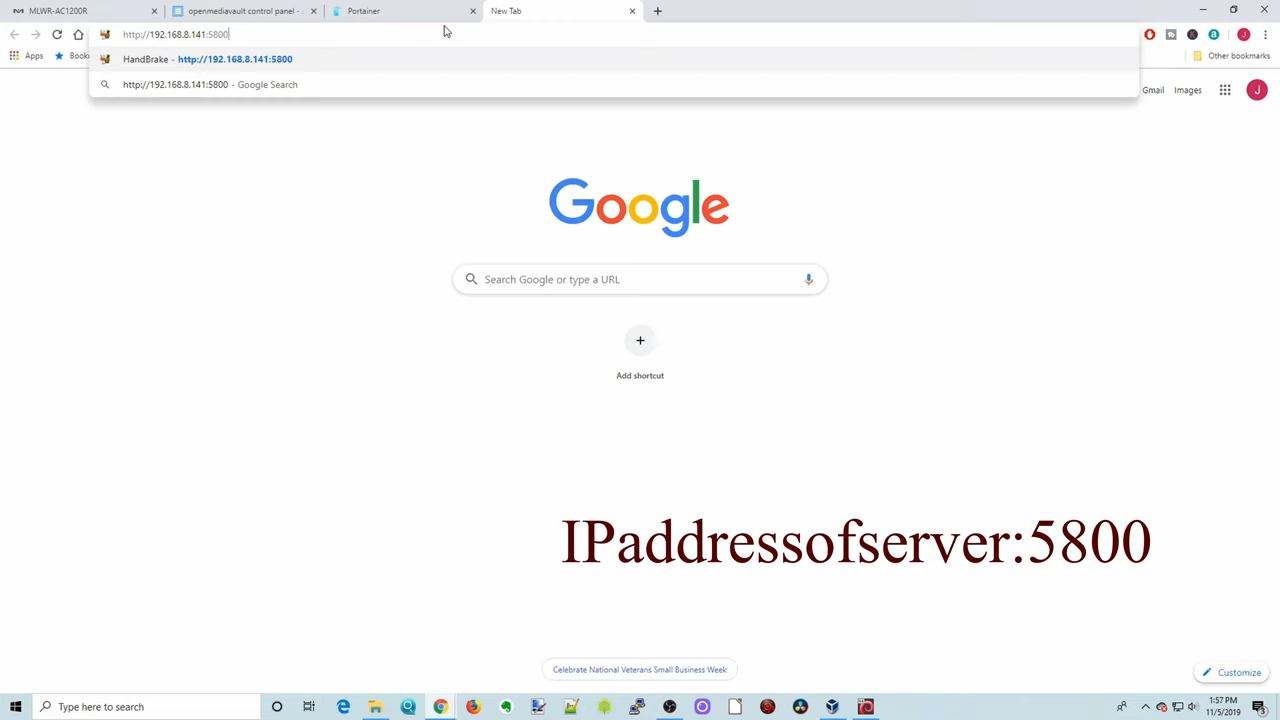 MLWR-AC1200R
openmediavault control panel -
Portainer
New Tab
http://192.168.8.141:5800
HandBrake - http://192.168.8.141:5800
http://192.168.8.141:5800 - Google Search
Apps
Book
Other bookmarks
J
Gmail
Images
J
Google
Search Google or type a URL
Add shortcut
IPaddressofserver:5800
Celebrate National Veterans Small Business Week
Customize
Type here to search
1:57 PM
11/5/2019
3